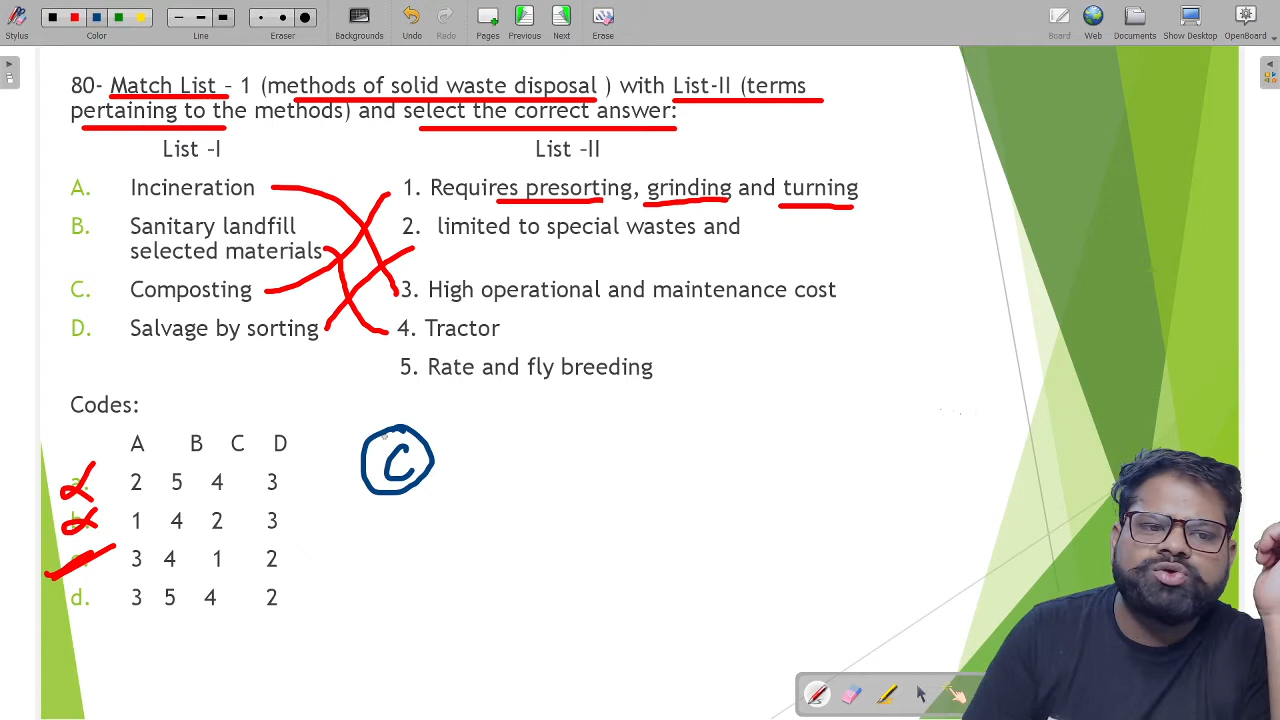 Stylus
Color
Line
Eraser
Backgrounds
Undo
Redo
Pages
Previous
Next
Erase
Board
Web
Documents
Show Desktop
OpenBoard
80- Match List - 1 (methods of solid waste disposal ) with List-II (terms
pertaining to the methods) and select the correct answer:
List -I List -II
A. Incineration 1. Requires presorting, grinding and turning
B. Sanitary landfill 2. limited to special wastes and
selected materials
C. Composting 3. High operational and maintenance cost
D. Salvage by sorting 4. Tractor
5. Rate and fly breeding
Codes:
A B C D
a. 2 5 4 3
C
b. 1 4 2 3
3 4 1 2
d. 3 5 4 2